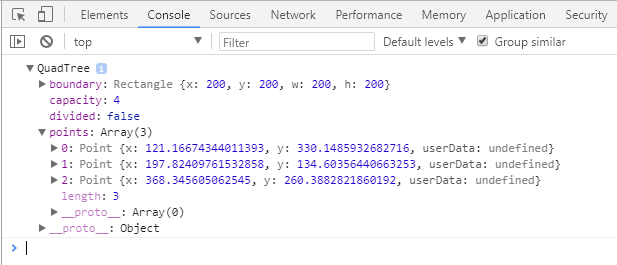 Elements Console Sources Network Performance Memory Application Security
top Filter Default levels Group similar
QuadTree i
boundary: Rectangle {x: 200, y: 200, w: 200, h: 200}
capacity: 4
divided: false
points: Array(3)
0: Point {x: 121.16674344011393, y: 330.1485932682716, userData: undefined}
1: Point {x: 197.82409761532858, y: 134.60356440663253, userData: undefined}
2: Point {x: 368.345605062545, y: 260.3882821860192, userData: undefined}
length: 3
__proto__: Array(0)
__proto__: Object